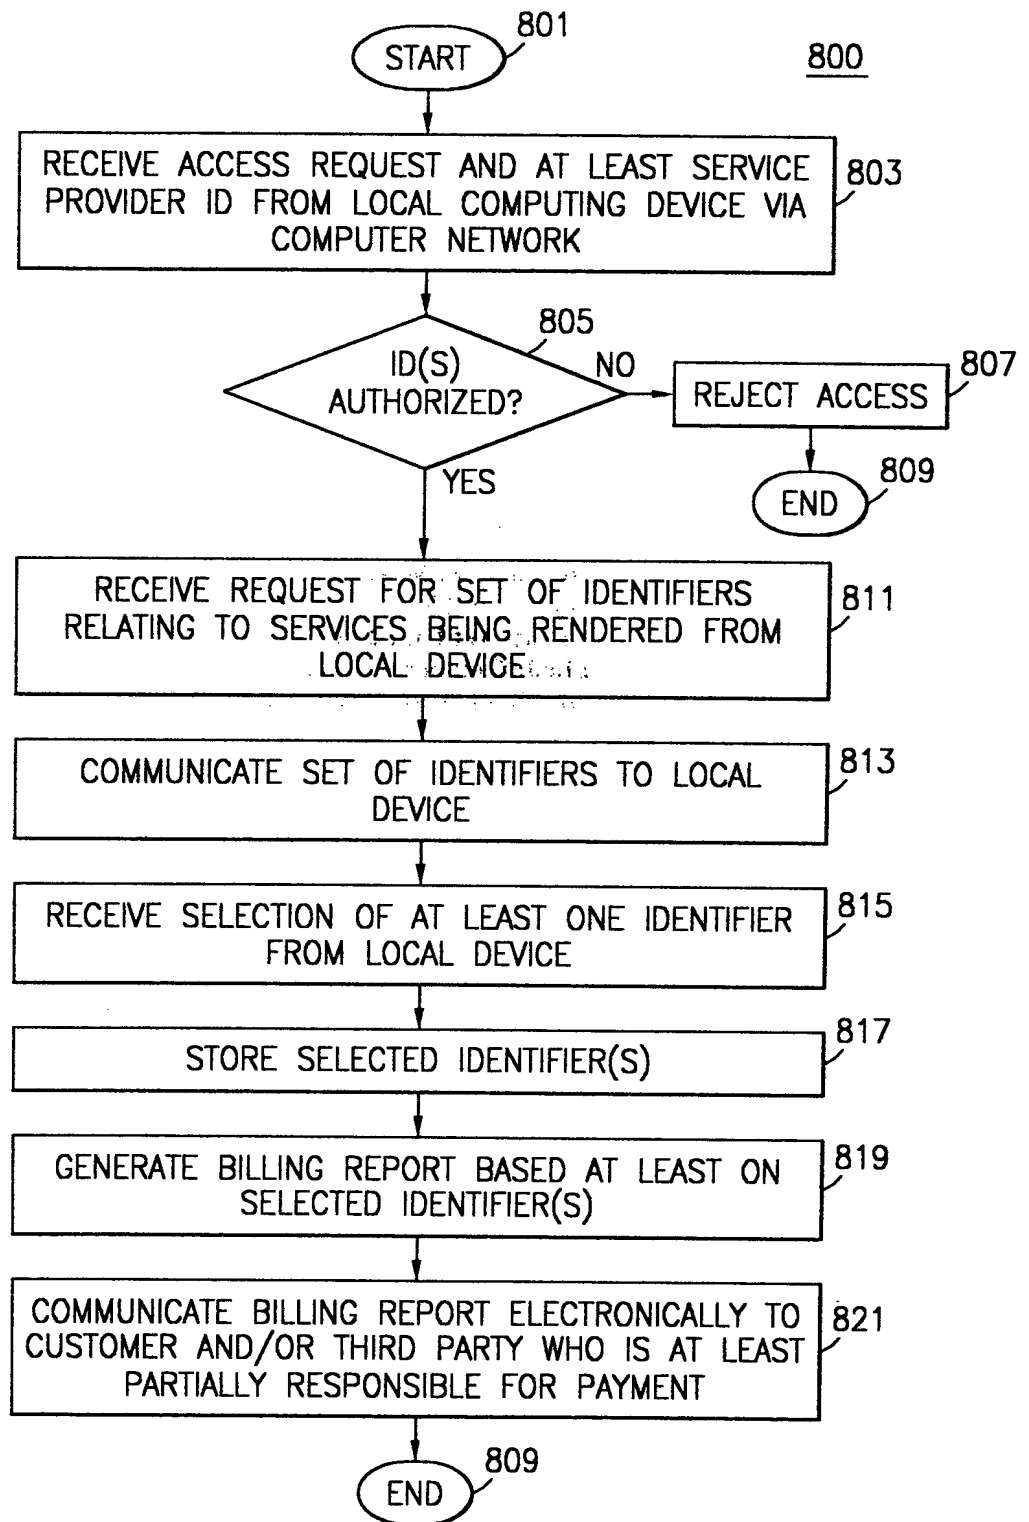 801
START
800
RECEIVE ACCESS REQUEST AND AT LEAST SERVICE
PROVIDER ID FROM LOCAL COMPUTING DEVICE VIA
COMPUTER NETWORK
803
805
ID(S)
AUTHORIZED?
NO
REJECT ACCESS
807
YES
END
809
RECEIVE REQUEST FOR SET OF IDENTIFIERS
RELATING TO SERVICES BEING RENDERED FROM
LOCAL DEVICE
811
COMMUNICATE SET OF IDENTIFIERS TO LOCAL
DEVICE
813
RECEIVE SELECTION OF AT LEAST ONE IDENTIFIER
FROM LOCAL DEVICE
815
STORE SELECTED IDENTIFIER(S)
817
GENERATE BILLING REPORT BASED AT LEAST ON
SELECTED IDENTIFIER(S)
819
COMMUNICATE BILLING REPORT ELECTRONICALLY TO
CUSTOMER AND/OR THIRD PARTY WHO IS AT LEAST
PARTIALLY RESPONSIBLE FOR PAYMENT
821
END
809